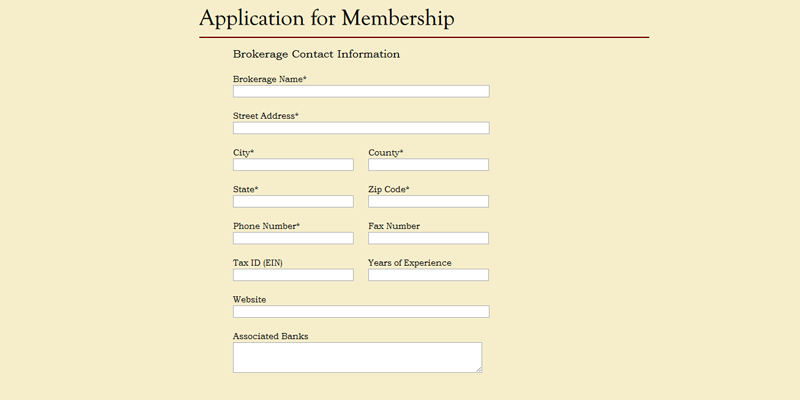 Application for Membership
Brokerage Contact Information
Brokerage Name*
Street Address*
City* County*
State* Zip Code*
Phone Number* Fax Number
Tax ID (EIN) Years of Experience
Website
Associated Banks